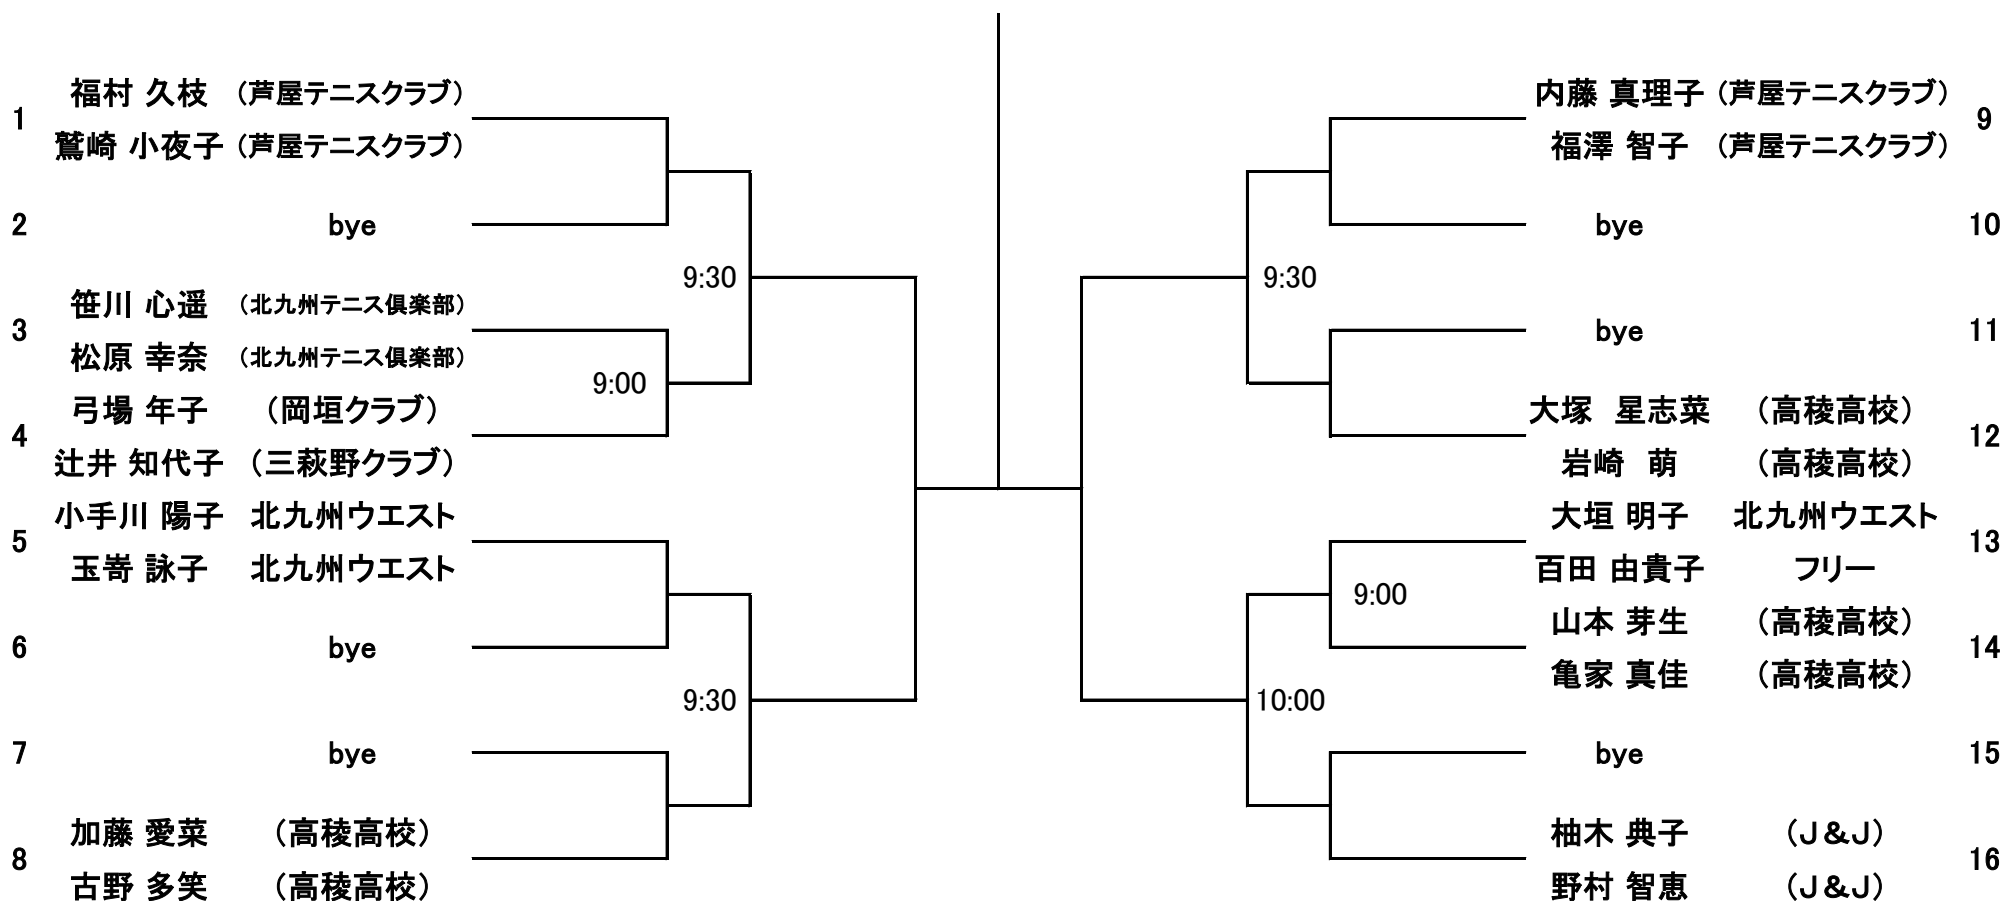 福村 久枝 (芦屋テニスクラブ)
1
鷲崎 小夜子 (芦屋テニスクラブ)
2 bye
9:30
笹川 心遥 (北九州テニス倶楽部)
3
松原 幸奈 (北九州テニス倶楽部)
9:00
弓場 年子 (岡垣クラブ)
4
辻井 知代子 (三萩野クラブ)
小手川 陽子 北九州ウエスト
5
玉嵜 詠子 北九州ウエスト
6 bye
9:30
7 bye
加藤 愛菜 (高稜高校)
8
古野 多笑 (高稜高校)
内藤 真理子 (芦屋テニスクラブ)
9
福澤 智子 (芦屋テニスクラブ)
bye 10
9:30
bye 11
大塚 星志菜 (高稜高校)
12
岩崎 萌 (高稜高校)
大垣 明子 北九州ウエスト
13
百田 由貴子 フリー
9:00
山本 芽生 (高稜高校)
14
亀家 真佳 (高稜高校)
10:00
bye 15
柚木 典子 (J&J)
16
野村 智恵 (J&J)